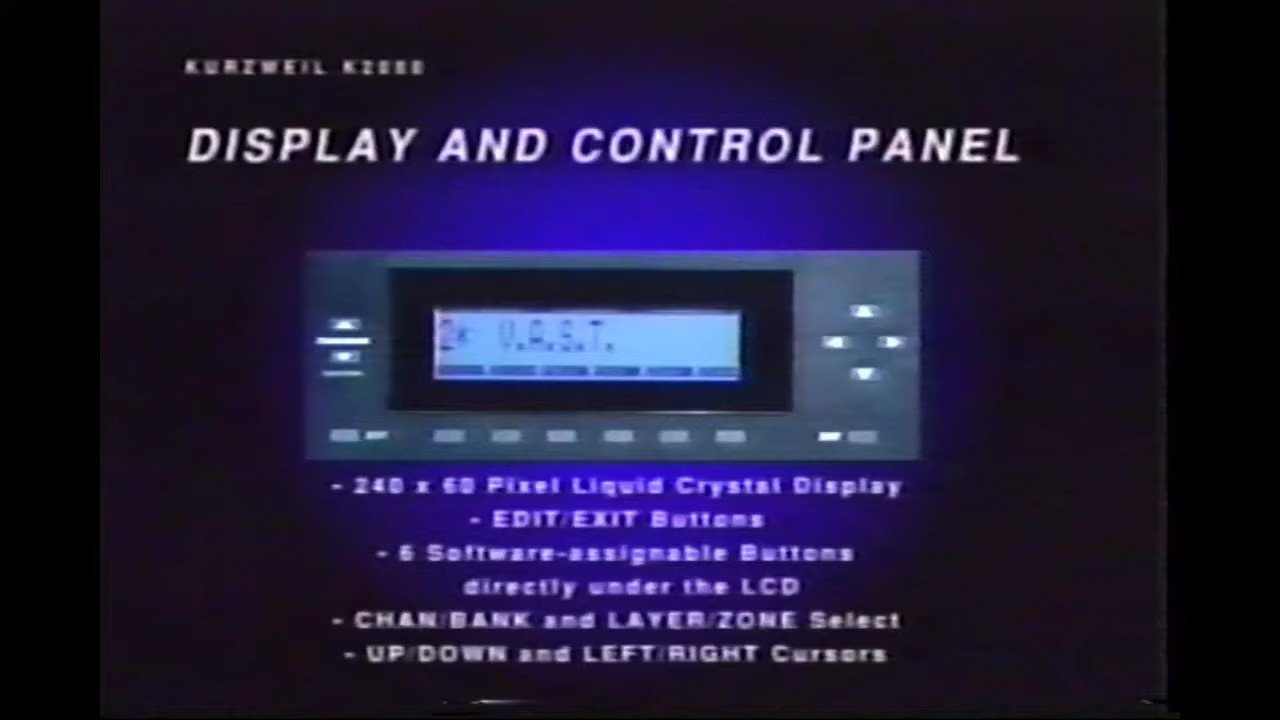 KURZWEIL K2000
DISPLAY AND CONTROL PANEL
V.A.S.T.
- 240 x 60 Pixel Liquid Crystal Display
- EDIT/EXIT Buttons
- 6 Software-assignable Buttons
directly under the LCD
- CHAN/BANK and LAYER/ZONE Select
- UP/DOWN and LEFT/RIGHT Cursors